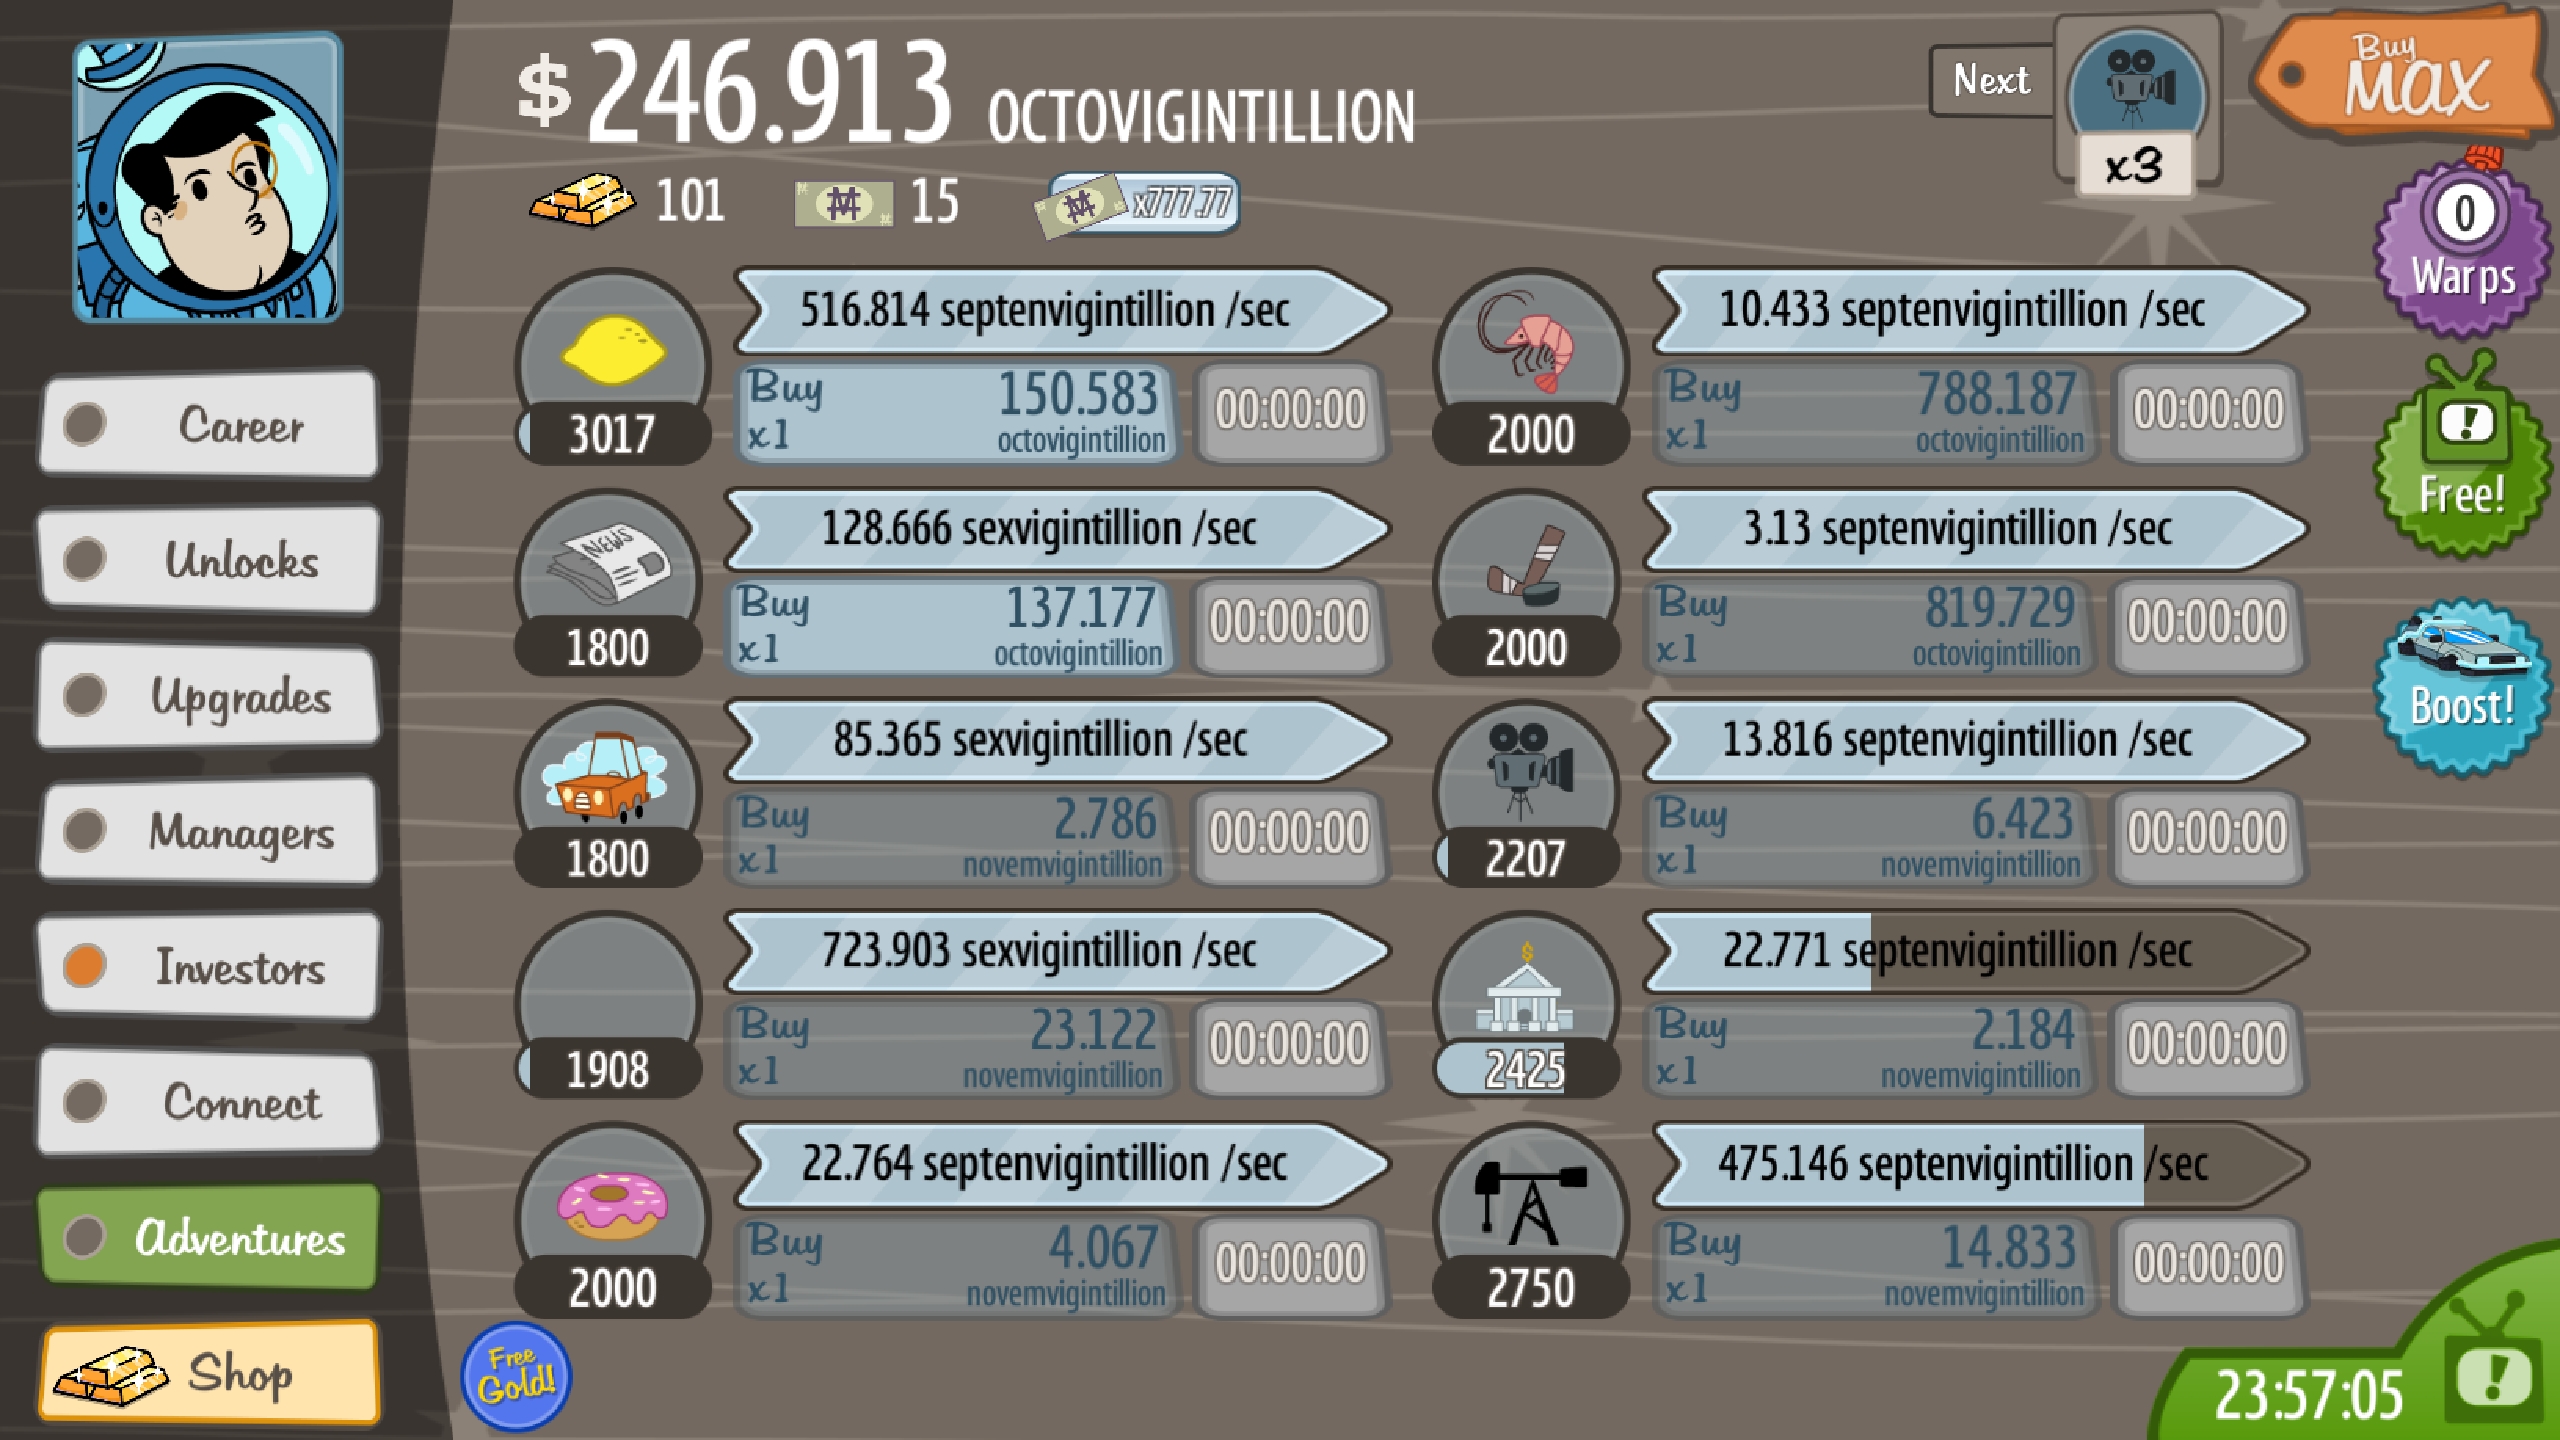 $246.913 OCTOVIGINTILLION
101 15 x777.77
Next
x3
Buy
MAX
0
Warps
!
Free!
Boost!
Career
Unlocks
Upgrades
Managers
Investors
Connect
Adventures
Shop
516.814 septenvigintillion /sec
Buy
x1
150.583
octovigintillion
00:00:00
3017
NEWS
128.666 sexvigintillion /sec
Buy
x1
137.177
octovigintillion
00:00:00
1800
85.365 sexvigintillion /sec
Buy
x1
2.786
novemvigintillion
00:00:00
1800
723.903 sexvigintillion /sec
Buy
x1
23.122
novemvigintillion
00:00:00
1908
22.764 septenvigintillion /sec
Buy
x1
4.067
novemvigintillion
00:00:00
2000
10.433 septenvigintillion /sec
Buy
x1
788.187
octovigintillion
00:00:00
2000
3.13 septenvigintillion /sec
Buy
x1
819.729
octovigintillion
00:00:00
2000
13.816 septenvigintillion /sec
Buy
x1
6.423
novemvigintillion
00:00:00
2207
$
22.771 septenvigintillion /sec
Buy
x1
2.184
novemvigintillion
00:00:00
2425
475.146 septenvigintillion /sec
Buy
x1
14.833
novemvigintillion
00:00:00
2750
Free
Gold!
23:57:05
!